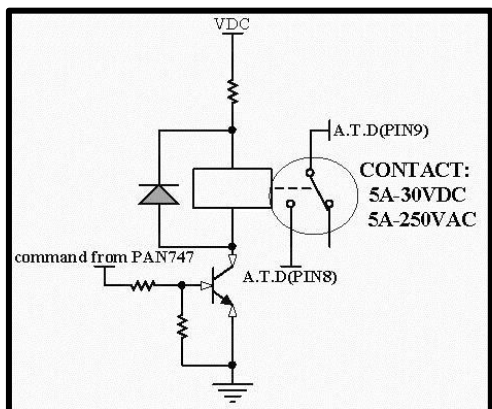 VDC
A.T.D(PIN9)
CONTACT:
5A-30VDC
5A-250VAC
command from PAN747
A.T.D(PIN8)